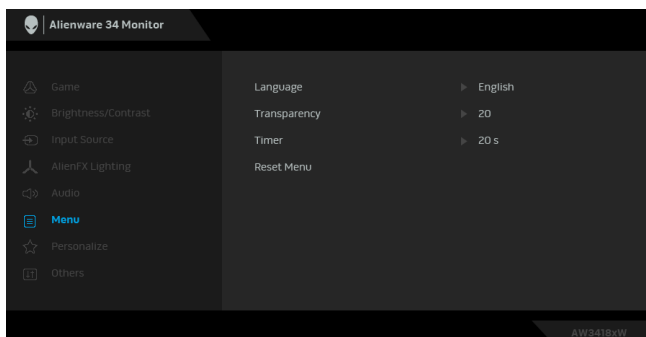 Alienware 34 Monitor
Game
Brightness/Contrast
Input Source
AlienFX Lighting
Audio
Menu
Personalize
Others
Language English
Transparency 20
Timer 20 s
Reset Menu
AW3418xW